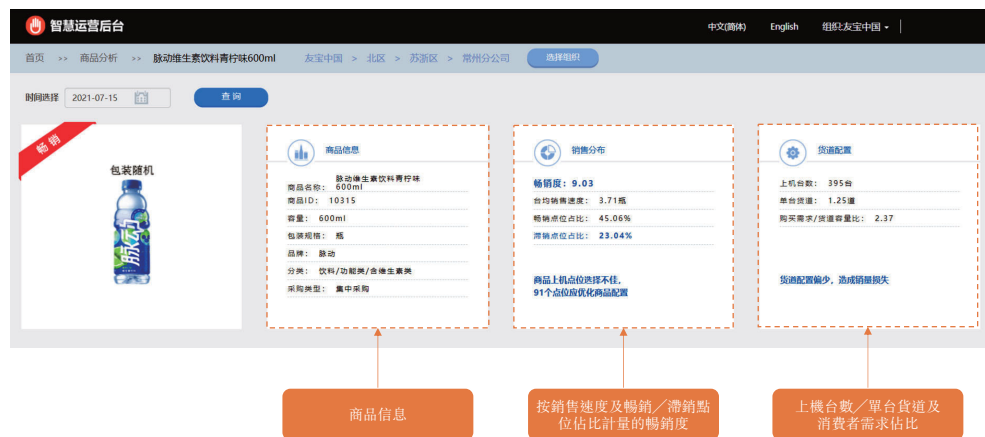 智慧运营后台
中文(简体) English 组织:友宝中国
首页 >> 商品分析 >> 脉动维生素饮料青柠味600ml 友宝中国 > 北区 > 苏浙区 > 常州分公司 选择组织
时间选择 2021-07-15 查询
畅销
包装随机
脉动
商品信息
脉动维生素饮料青柠味
商品名称: 600ml
商品ID: 10315
容量: 600ml
包装规格: 瓶
品牌: 脉动
分类: 饮料/功能类/含维生素类
采购类型: 集中采购
销售分布
畅销度: 9.03
台均销售速度: 3.71瓶
畅销点位占比: 45.06%
滞销点位占比: 23.04%
商品上机点位选择不佳,
91个点位应优化商品配置
货道配置
上机台数: 395台
单台货道: 1.25道
购买需求/货道容量比: 2.37
货道配置偏少，造成销量损失
商品信息
按銷售速度及暢銷／滯銷點
位佔比計量的暢銷度
上機台數／單台貨道及
消費者需求佔比